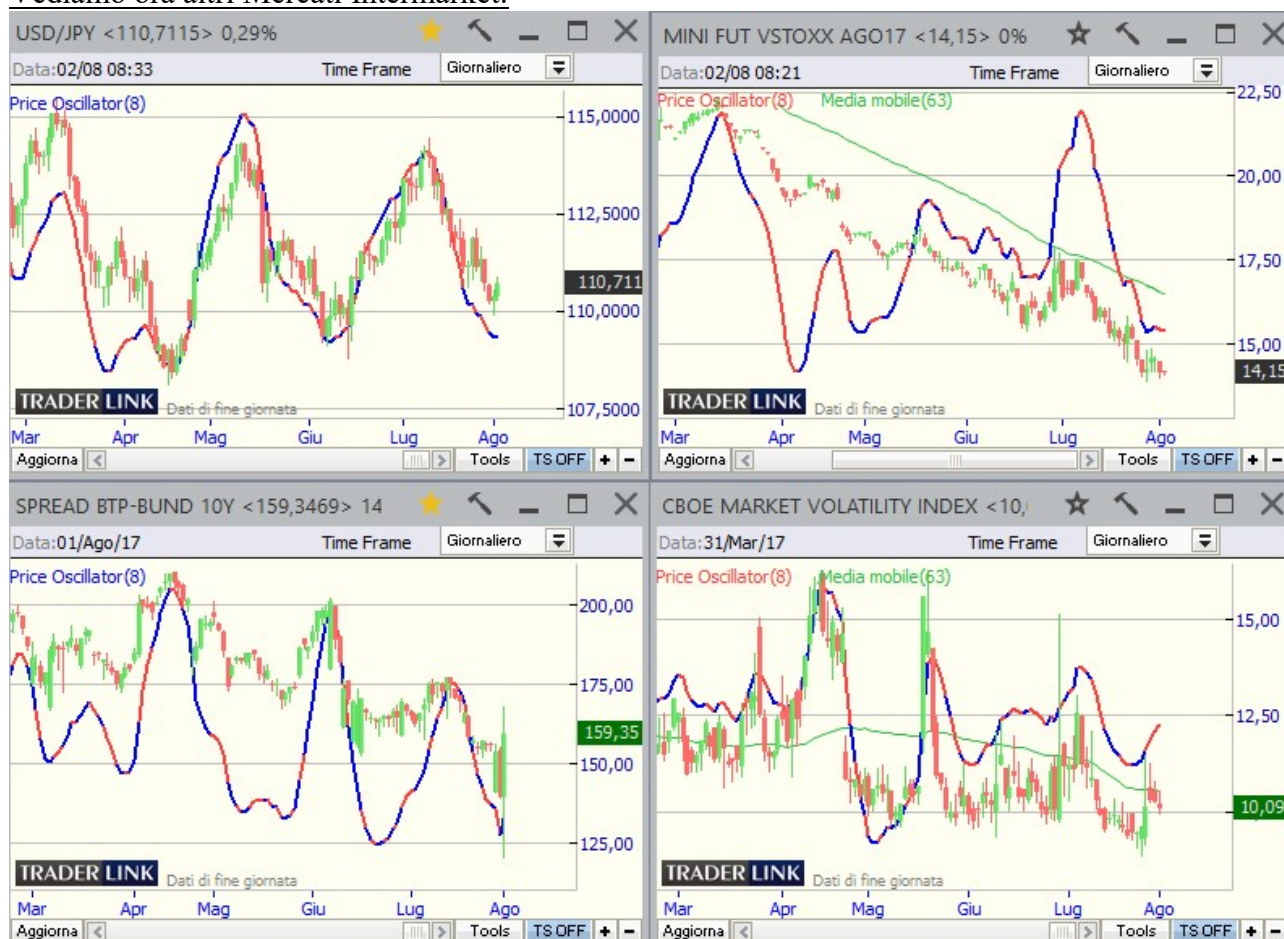 Vediamo ora altri Mercati Intermarket:
USD/JPY <110,7115> 0,29%
Data:02/08 08:33 Time Frame Giornaliero
Price Oscillator(8)
115,0000
112,5000
110,711
110,0000
107,5000
TRADER LINK Dati di fine giornata
Mar Apr Mag Giu Lug Ago
Aggiorna Tools TS OFF + -
MINI FUT VSTOXX AGO17 <14,15> 0%
Data:02/08 08:21 Time Frame Giornaliero
Price Oscillator(8) Media mobile(63)
22,50
20,00
17,50
15,00
14,15
TRADER LINK Dati di fine giornata
Mar Apr Mag Giu Lug Ago
Aggiorna Tools TS OFF + -
SPREAD BTP-BUND 10Y <159,3469> 14
Data:01/Ago/17 Time Frame Giornaliero
Price Oscillator(8)
200,00
175,00
159,35
150,00
125,00
TRADER LINK Dati di fine giornata
Mar Apr Mag Giu Lug Ago
Aggiorna Tools TS OFF + -
CBOE MARKET VOLATILITY INDEX <10,
Data:31/Mar/17 Time Frame Giornaliero
Price Oscillator(8) Media mobile(63)
15,00
12,50
10,09
TRADER LINK Dati di fine giornata
Mar Apr Mag Giu Lug Ago
Aggiorna Tools TS OFF + -